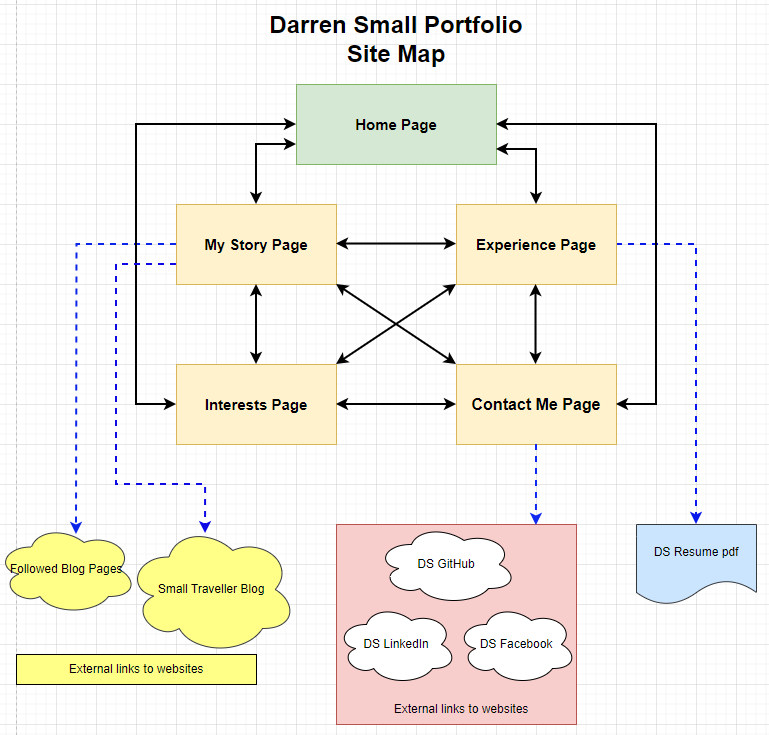 Darren Small Portfolio
Site Map
Home Page
My Story Page
Experience Page
Interests Page
Contact Me Page
Followed Blog Pages
Small Traveller Blog
External links to websites
DS GitHub
DS LinkedIn
DS Facebook
External links to websites
DS Resume pdf